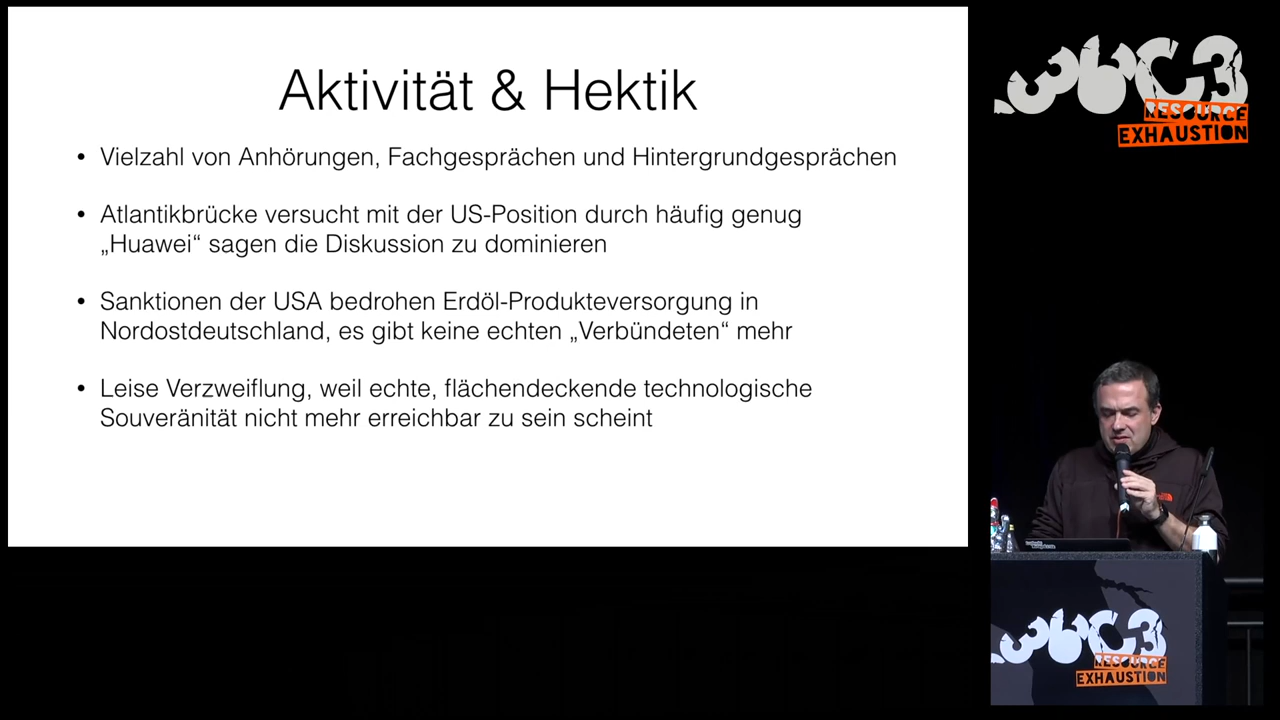 Aktivität & Hektik
• Vielzahl von Anhörungen, Fachgesprächen und Hintergrundgesprächen
• Atlantikbrücke versucht mit der US-Position durch häufig genug
„Huawei“ sagen die Diskussion zu dominieren
• Sanktionen der USA bedrohen Erdöl-Produkteversorgung in
Nordostdeutschland, es gibt keine echten „Verbündeten“ mehr
• Leise Verzweiflung, weil echte, flächendeckende technologische
Souveränität nicht mehr erreichbar zu sein scheint
36C3
RESOURCE
EXHAUSTION
36C3
RESOURCE
EXHAUSTION